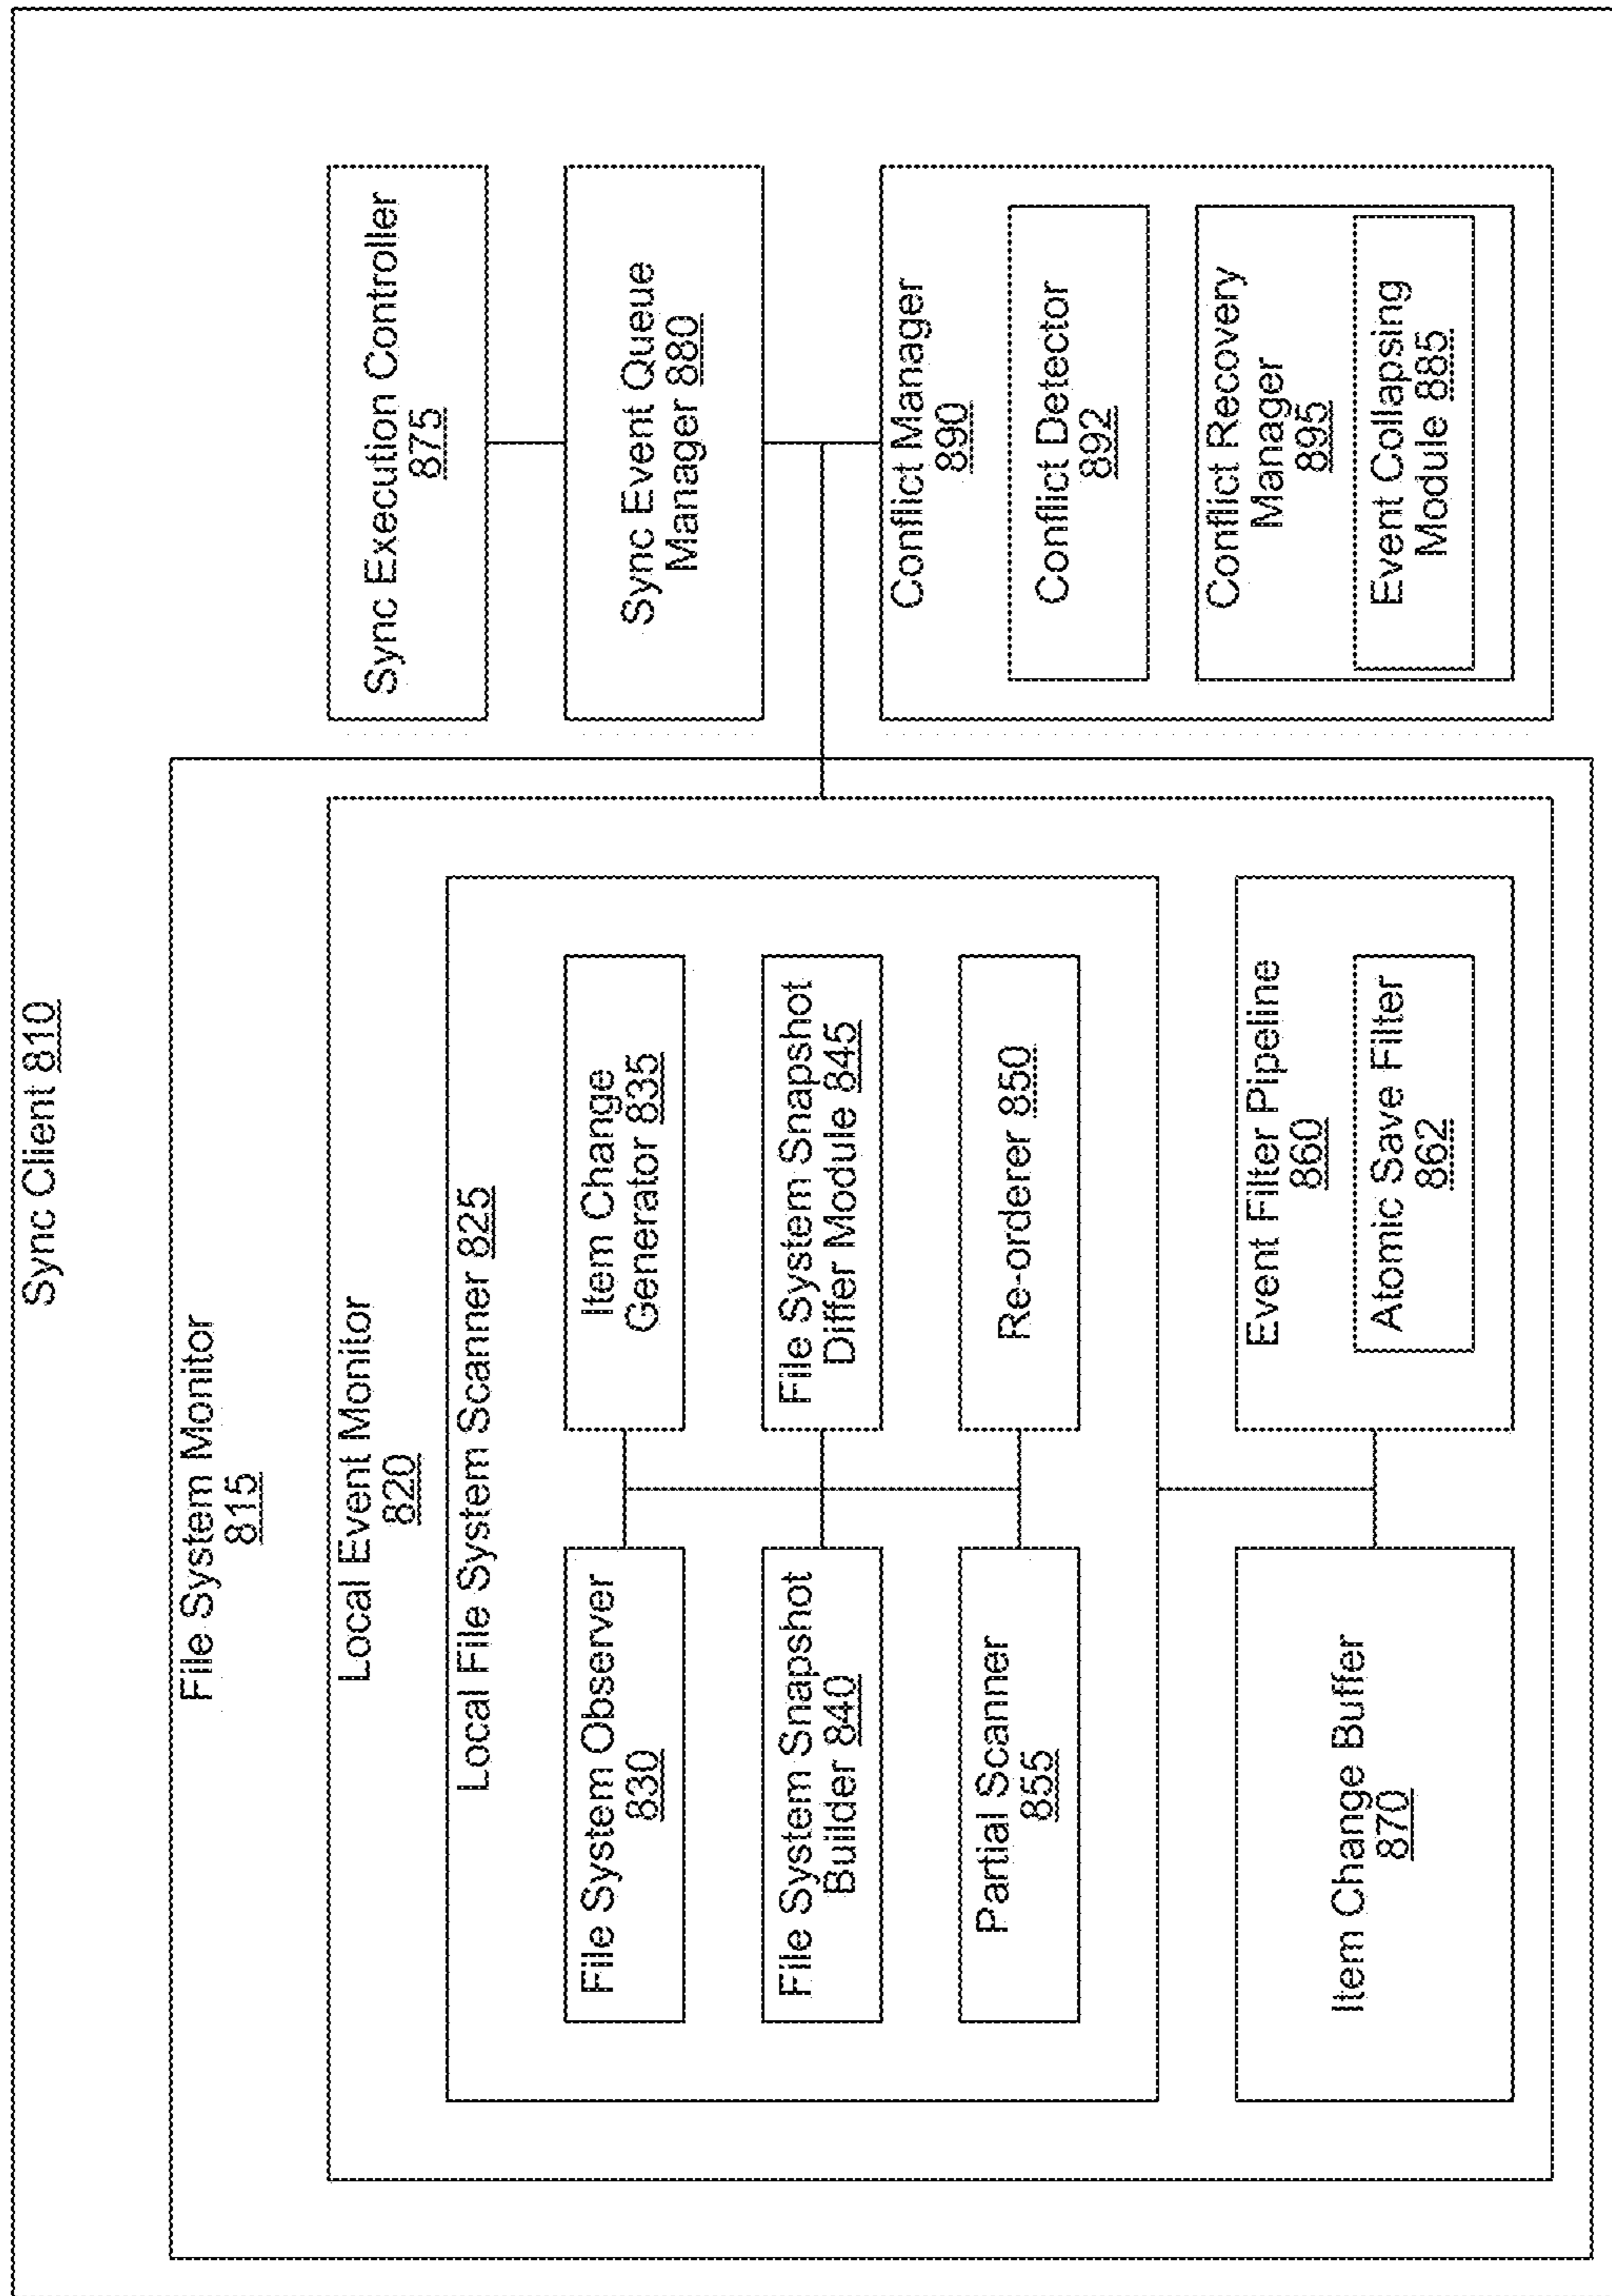 Sync Client 810
File System Monitor
815
Local Event Monitor
820
Local File System Scanner 825
File System Observer
830
Item Change
Generator 835
File System Snapshot
Builder 840
File System Snapshot
Differ Module 845
Partial Scanner
855
Re-orderer 850
Item Change Buffer
870
Event Filter Pipeline
860
Atomic Save Filter
862
Sync Execution Controller
875
Sync Event Queue
Manager 880
Conflict Manager
890
Conflict Detector
892
Conflict Recovery
Manager
895
Event Collapsing
Module 885